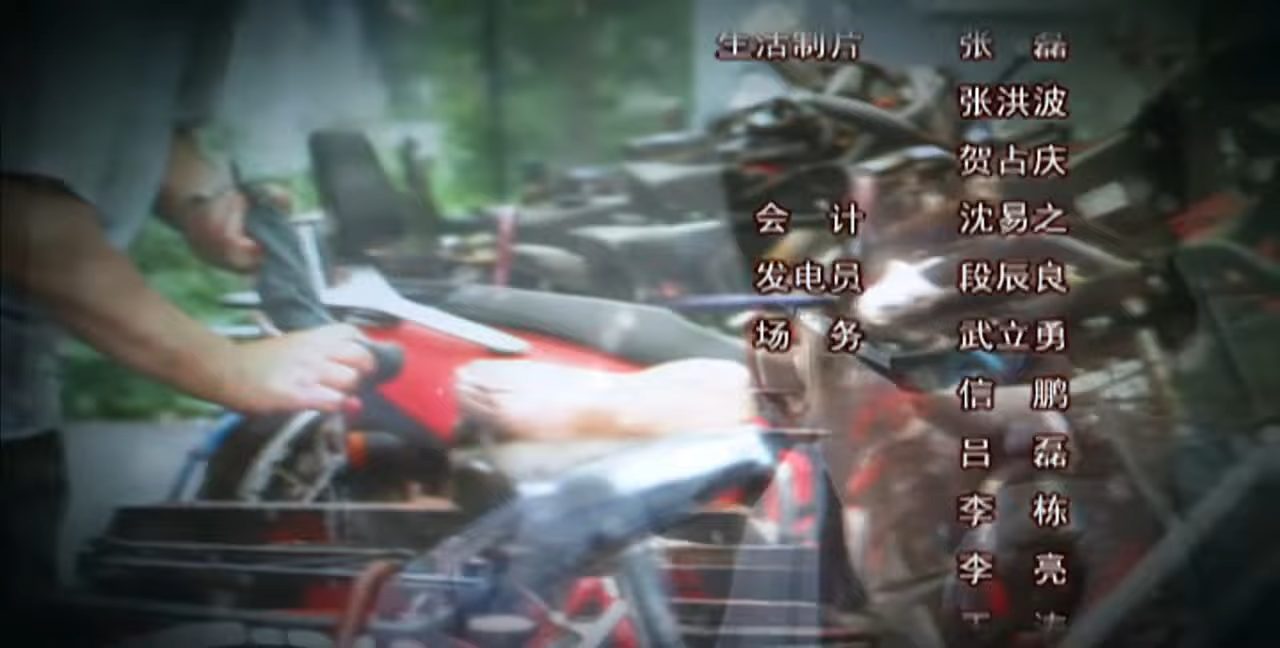 生活制片 张 磊
张洪波
贺占庆
会 计 沈易之
发电员 段辰良
场 务 武立勇
信 鹏
吕 磊
李 栋
李 亮